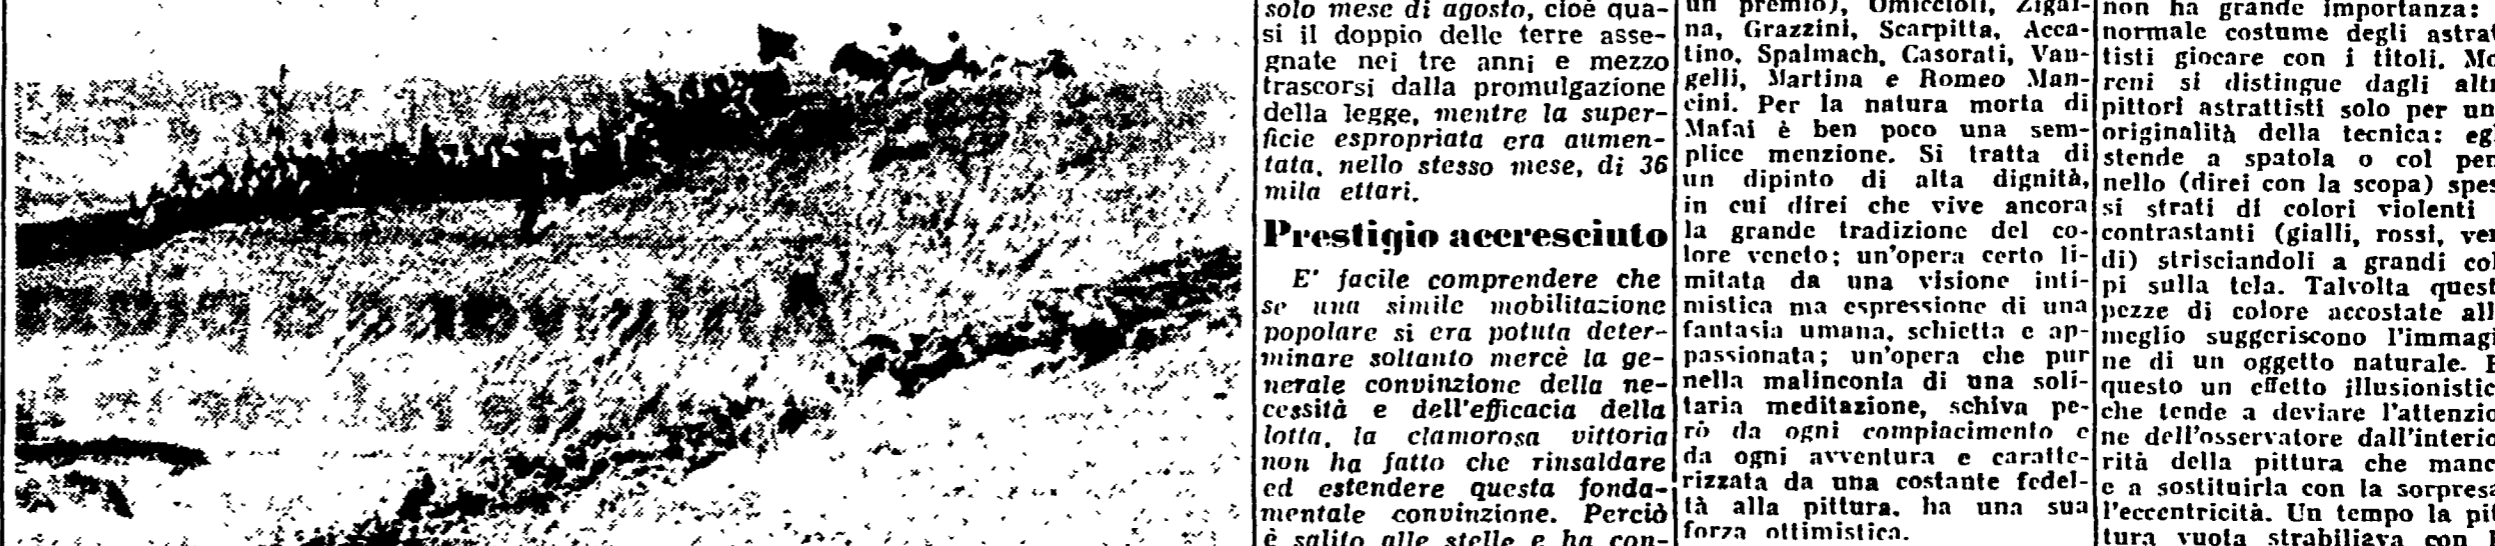 solo mese di agosto, cioè qua-
si il doppio delle terre asse-
gnate nei tre anni e mezzo
trascorsi dalla promulgazione
della legge, mentre la super-
ficie espropriata era aumen-
tata, nello stesso mese, di 36
mila ettari.
Prestigio accresciuto
E' facile comprendere che
se una simile mobilitazione
popolare si era potuta deter-
minare soltanto mercè la ge-
nerale convinzione della ne-
cessità e dell'efficacia della
lotta, la clamorosa vittoria
non ha fatto che rinsaldare
ed estendere questa fonda-
mentale convinzione. Perciò
è salito alle stelle e ha con-
un premio), Omiccioli, Zigai-
na, Grazzini, Scarpitta, Acca-
tino, Spalmach, Casorati, Van-
gelli, Martina e Romeo Man-
cini. Per la natura morta di
Mafai è ben poco una sem-
plice menzione. Si tratta di
un dipinto di alta dignità,
in cui direi che vive ancora
la grande tradizione del co-
lore veneto; un'opera certo li-
mitata da una visione inti-
mistica ma espressione di una
fantasia umana, schietta e ap-
passionata; un'opera che pur
nella malinconia di una soli-
taria meditazione, schiva pe-
rò da ogni compiacimento e
da ogni avventura e caratte-
rizzata da una costante fedel-
tà alla pittura, ha una sua
forza ottimistica.
non ha grande importanza:
normale costume degli astrat
tisti giocare con i titoli. Mo
reni si distingue dagli altr
pittori astrattisti solo per un
originalità della tecnica: egl
stende a spatola o col pen
nello (direi con la scopa) spes
si strati di colori violenti
contrastanti (gialli, rossi, ver
di) strisciandoli a grandi col
pi sulla tela. Talvolta quest
pezze di colore accostate all
meglio suggeriscono l'immagi
ne di un oggetto naturale. E
questo un effetto illusionistic
che tende a deviare l'attenzio
ne dell'osservatore dall'interio
rità della pittura che manc
e a sostituirla con la sorpresa
l'eccentricità. Un tempo la pit
tura vuota strabiliava con